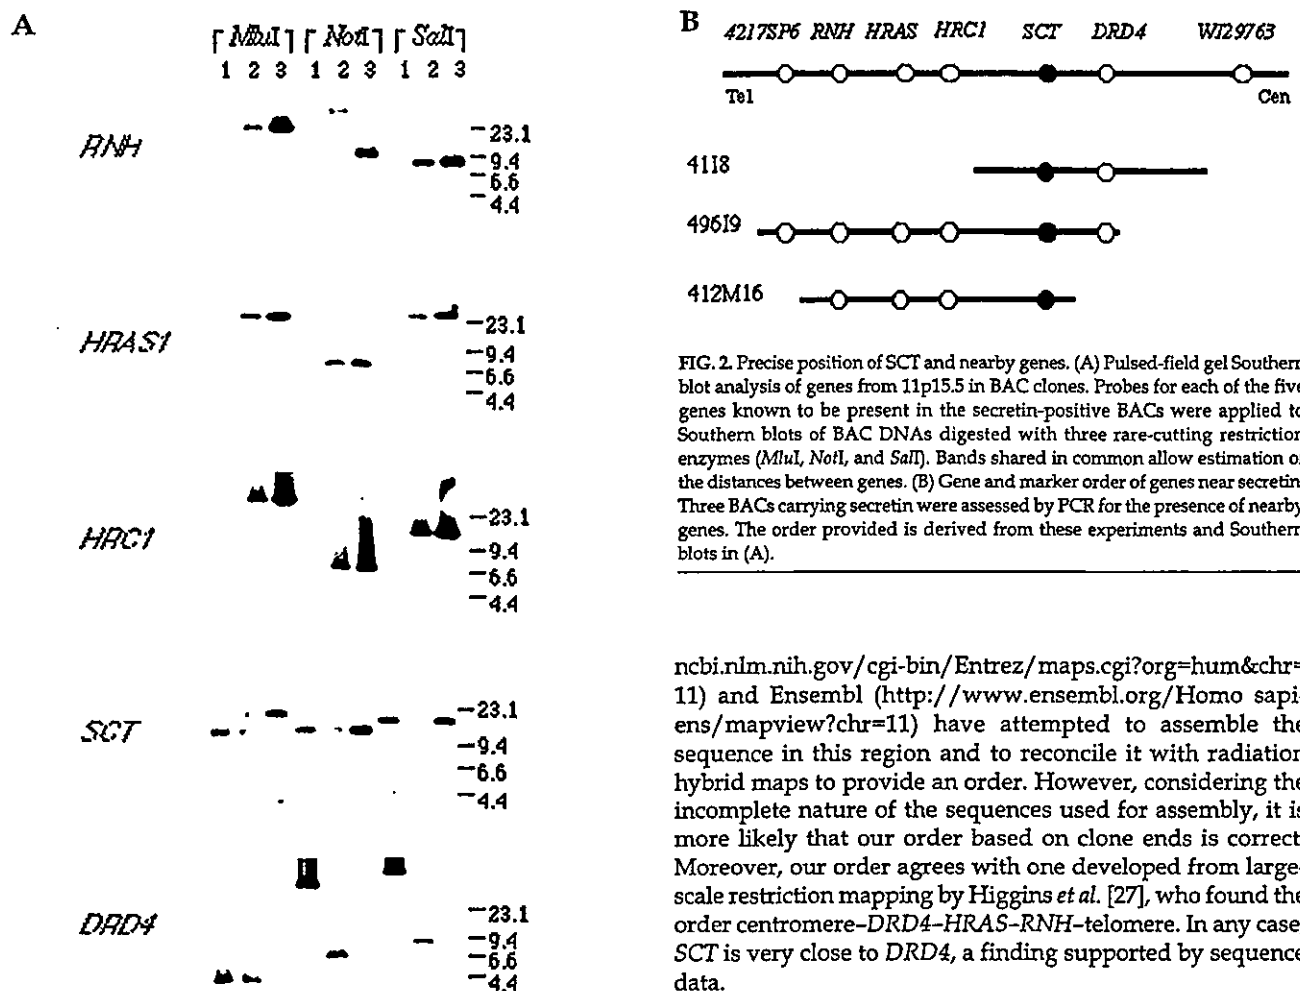 A
MluI NotI SalI
1 2 3 1 2 3 1 2 3
RNH
23.1
9.4
6.6
4.4
HRAS1
23.1
9.4
6.6
4.4
HRC1
23.1
9.4
6.6
4.4
SCT
23.1
9.4
6.6
4.4
DRD4
23.1
9.4
6.6
4.4
B
4217SP6 RNH HRAS HRC1 SCT DRD4 WI29763
Tel Cen
41I8
496I9
412M16
FIG. 2. Precise position of SCT and nearby genes. (A) Pulsed-field gel Southern
blot analysis of genes from 11p15.5 in BAC clones. Probes for each of the five
genes known to be present in the secretin-positive BACs were applied to
Southern blots of BAC DNAs digested with three rare-cutting restriction
enzymes (MluI, NotI, and SalI). Bands shared in common allow estimation o
the distances between genes. (B) Gene and marker order of genes near secretin
Three BACs carrying secretin were assessed by PCR for the presence of nearby
genes. The order provided is derived from these experiments and Southern
blots in (A).
ncbi.nlm.nih.gov/cgi-bin/Entrez/maps.cgi?org=hum&chr=
11) and Ensembl (http://www.ensembl.org/Homo sapi-
ens/mapview?chr=11) have attempted to assemble the
sequence in this region and to reconcile it with radiation
hybrid maps to provide an order. However, considering the
incomplete nature of the sequences used for assembly, it is
more likely that our order based on clone ends is correct
Moreover, our order agrees with one developed from large-
scale restriction mapping by Higgins et al. [27], who found the
order centromere–DRD4–HRAS–RNH–telomere. In any case
SCT is very close to DRD4, a finding supported by sequence
data.